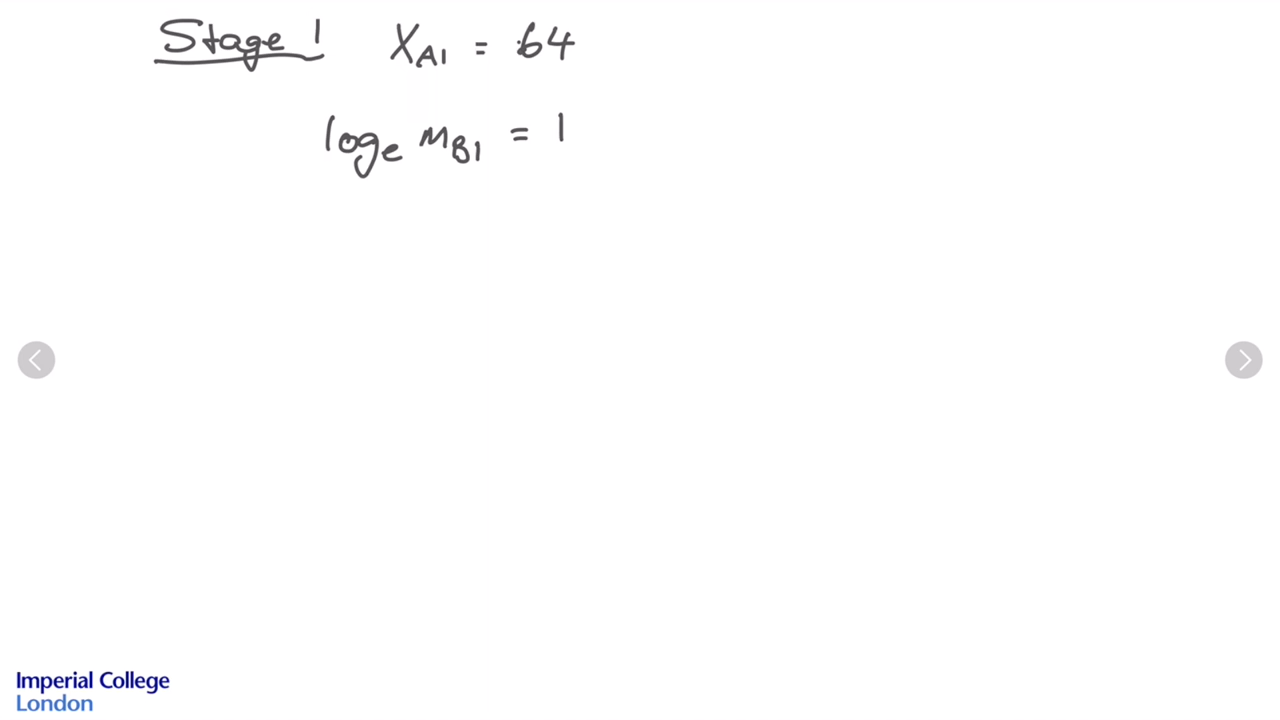 Stage 1 X_A1 = 64
log_e M_B1 = 1
Imperial College
London